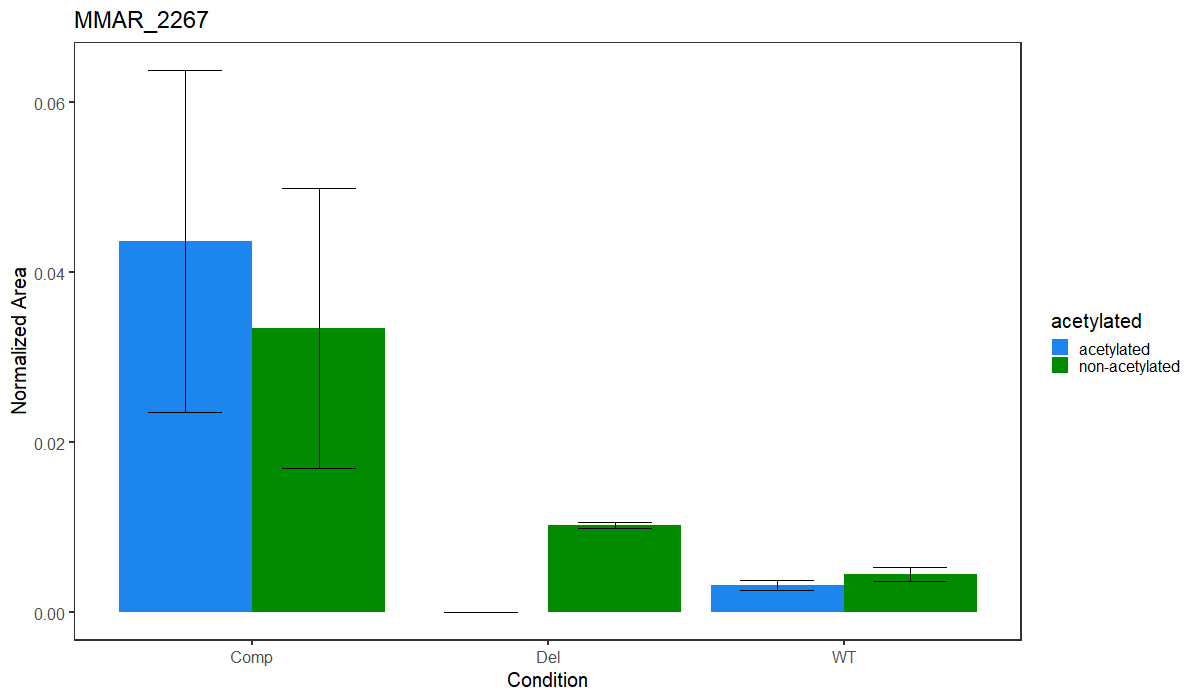 MMAR_2267
Normalized Area
0.06
0.04
0.02
0.00
Comp
Del
WT
Condition
acetylated
acetylated
non-acetylated